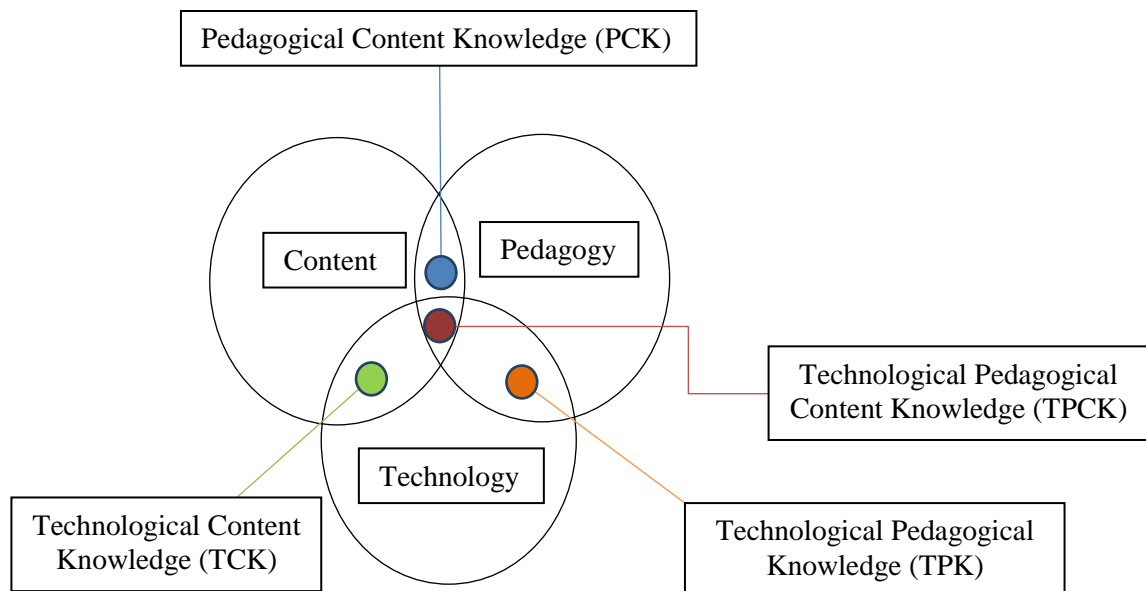 Pedagogical Content Knowledge (PCK)
Content
Pedagogy
Technological Pedagogical
Content Knowledge (TPCK)
Technology
Technological Content
Knowledge (TCK)
Technological Pedagogical
Knowledge (TPK)